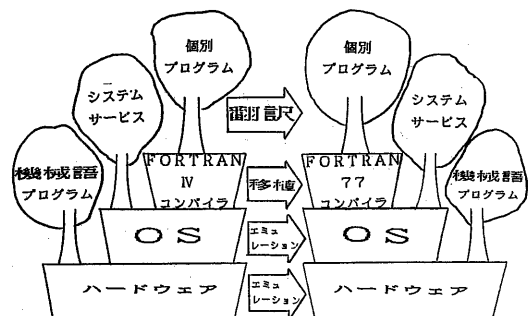 個別
プログラム
システム
サービス
機械語
プログラム
FORTRAN
Ⅳ
コンパイラ
OS
ハードウェア
翻訳
移植
エミュ
レーション
エミュ
レーション
個別
プログラム
システム
サービス
機械語
プログラム
FORTRAN
77
コンパイラ
OS
ハードウェア